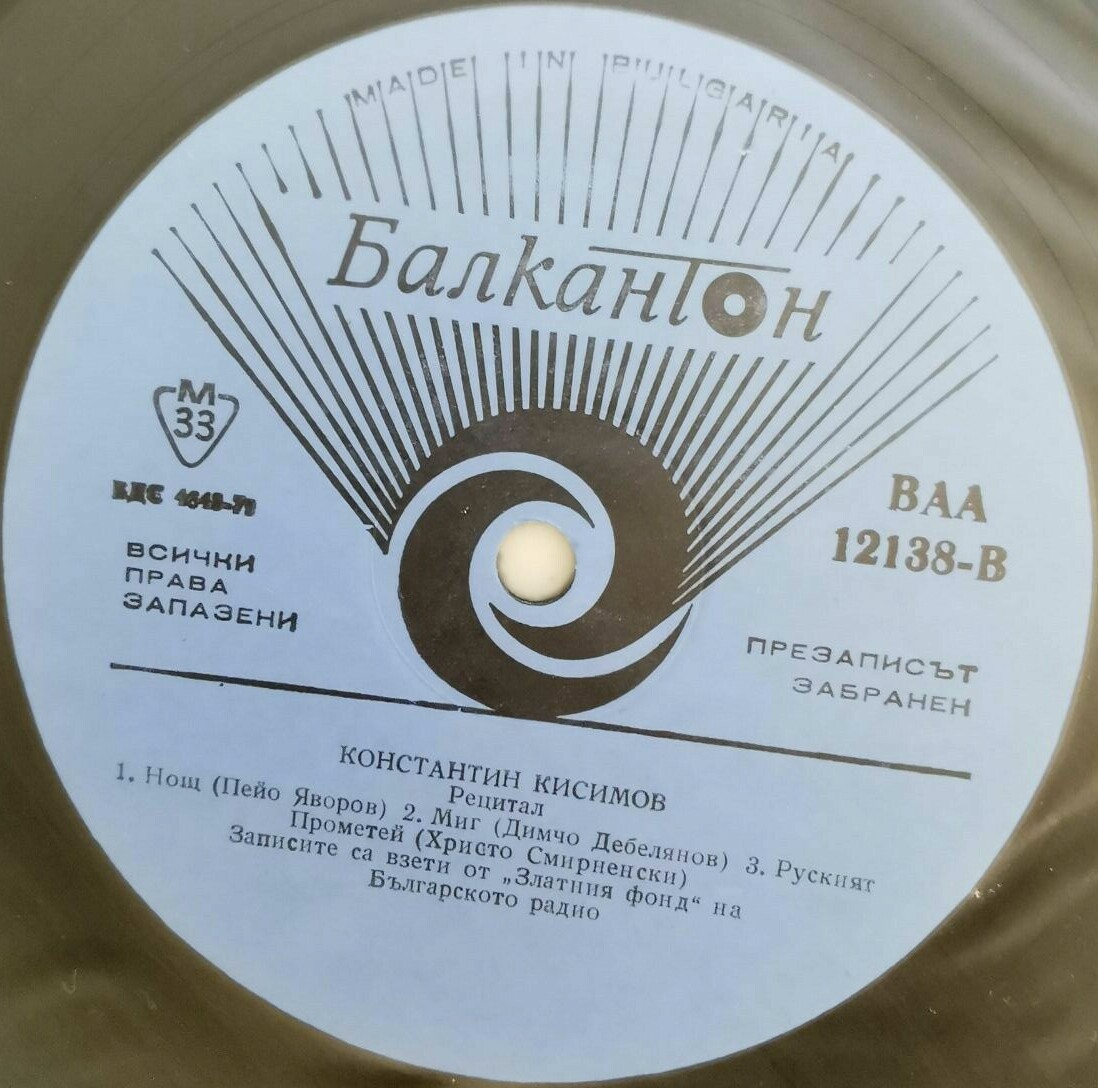 MADE IN BULGARIA
Балкантон
М
33
БДС
ВСИЧКИ
ПРАВА
ЗАПАЗЕНИ
ВАА
12138-В
ПРЕЗАПИСЪТ
ЗАБРАНЕН
КОНСТАНТИН КИСИМОВ
Рецитал
1. Нощ (Пейо Яворов) 2. Миг (Димчо Дебелянов) 3. Руският
Прометей (Христо Смирненски)
Записите са взети от „Златния фонд“ на
Българското радио